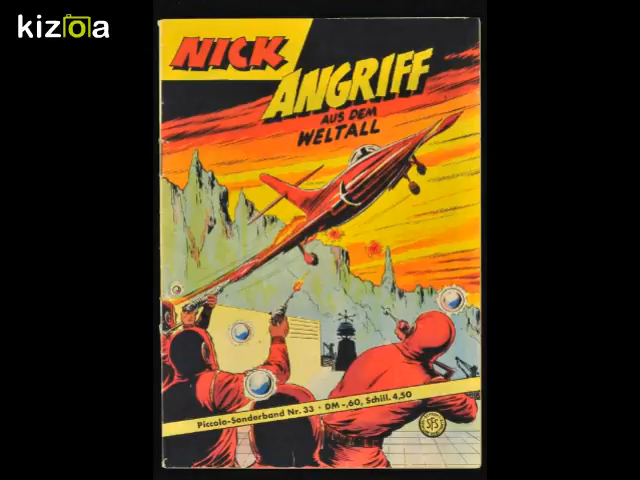 kizoa
NICK
ANGRIFF
AUS DEM
WELTALL
Piccolo-Sonderband Nr. 33 · DM -,60, Schill. 4,50
SFS